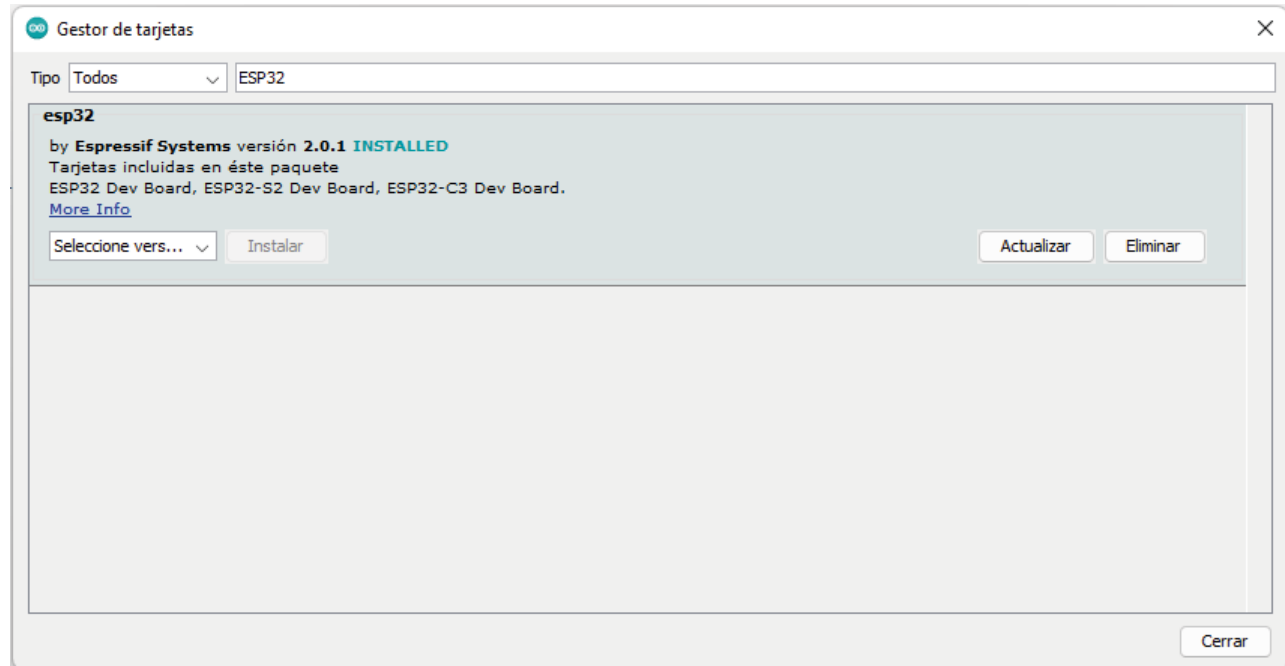 Gestor de tarjetas
Tipo Todos ESP32
esp32
by Espressif Systems versión 2.0.1 INSTALLED
Tarjetas incluidas en éste paquete
ESP32 Dev Board, ESP32-S2 Dev Board, ESP32-C3 Dev Board.
More Info
Seleccione vers... Instalar Actualizar Eliminar
Cerrar